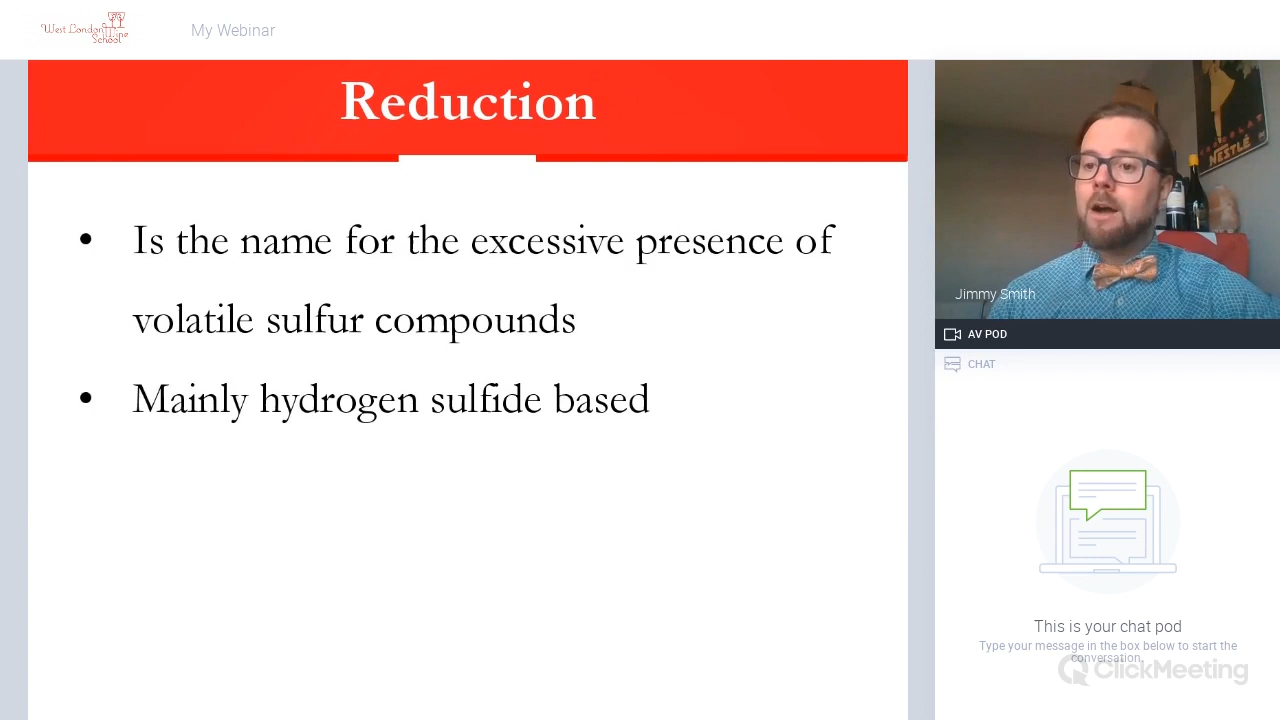 West London Wine
School
My Webinar
Reduction
• Is the name for the excessive presence of
volatile sulfur compounds
• Mainly hydrogen sulfide based
NESTLÉ
Jimmy Smith
AV POD
CHAT
This is your chat pod
Type your message in the box below to start the
conversation.
ClickMeeting